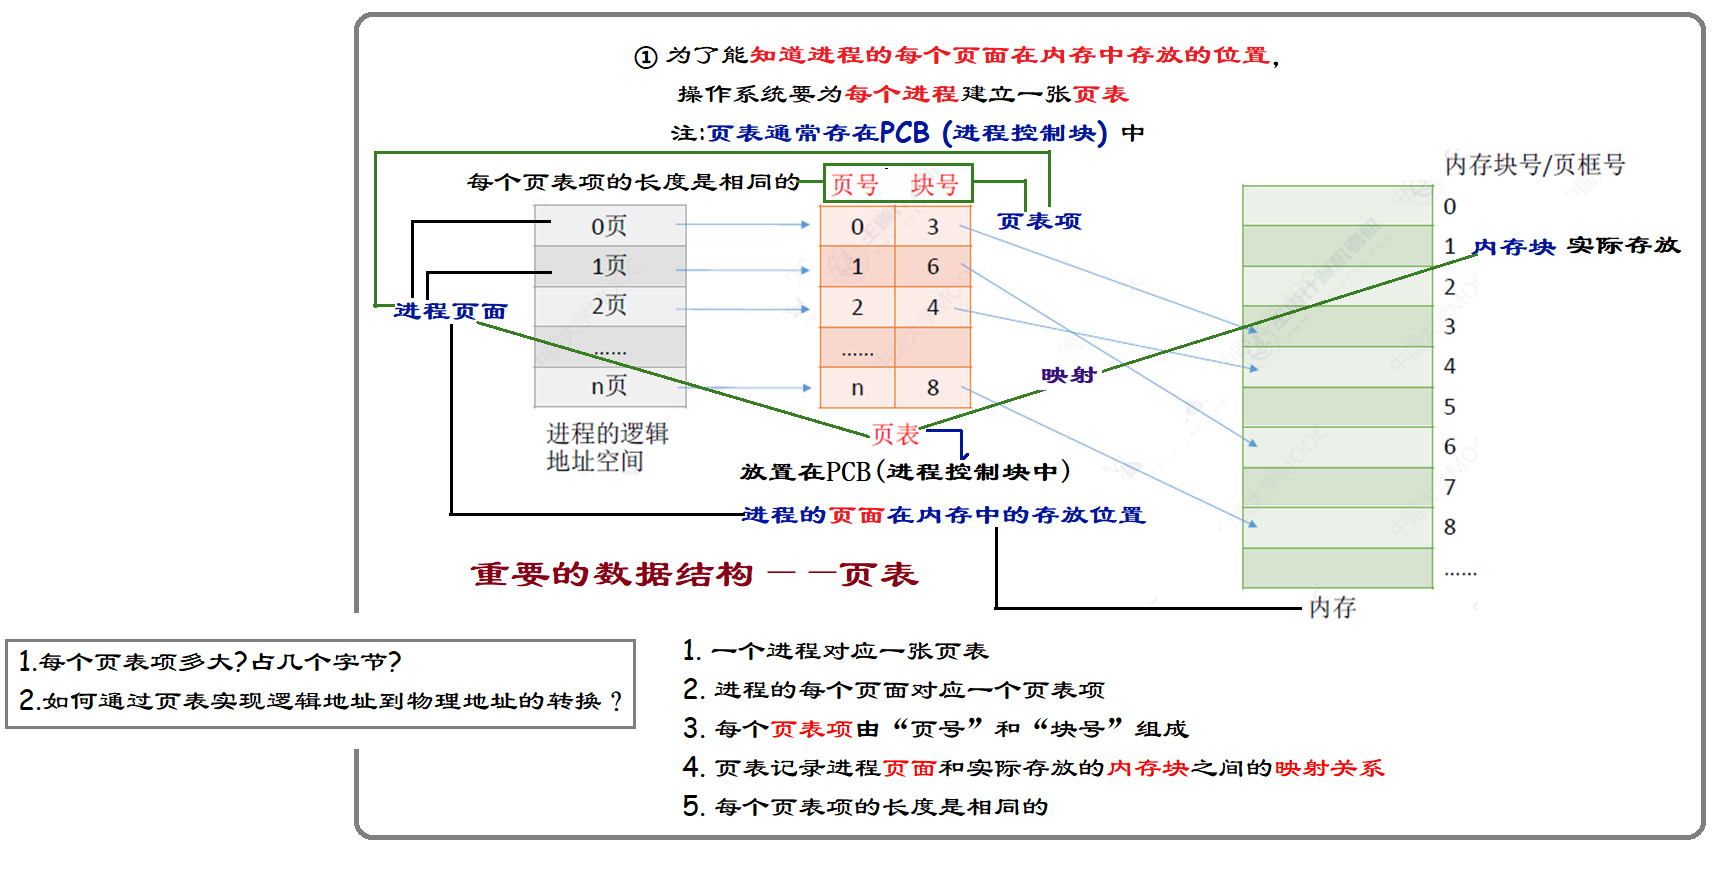 ① 为了能知道进程的每个页面在内存中存放的位置，
操作系统要为每个进程建立一张页表
注:页表通常存在PCB (进程控制块) 中
内存块号/页框号
每个页表项的长度是相同的
页号 块号
页表项
0页
1页
2页
......
n页
0 3
1 6
2 4
......
n 8
0
1
2
3
4
5
6
7
8
......
内存块 实际存放
进程页面
映射
进程的逻辑
地址空间
页表
放置在PCB(进程控制块中)
进程的页面在内存中的存放位置
重要的数据结构 — —页表
内存
1.每个页表项多大?占几个字节?
2.如何通过页表实现逻辑地址到物理地址的转换？
1. 一个进程对应一张页表
2. 进程的每个页面对应一个页表项
3. 每个页表项由“页号”和“块号”组成
4. 页表记录进程页面和实际存放的内存块之间的映射关系
5. 每个页表项的长度是相同的